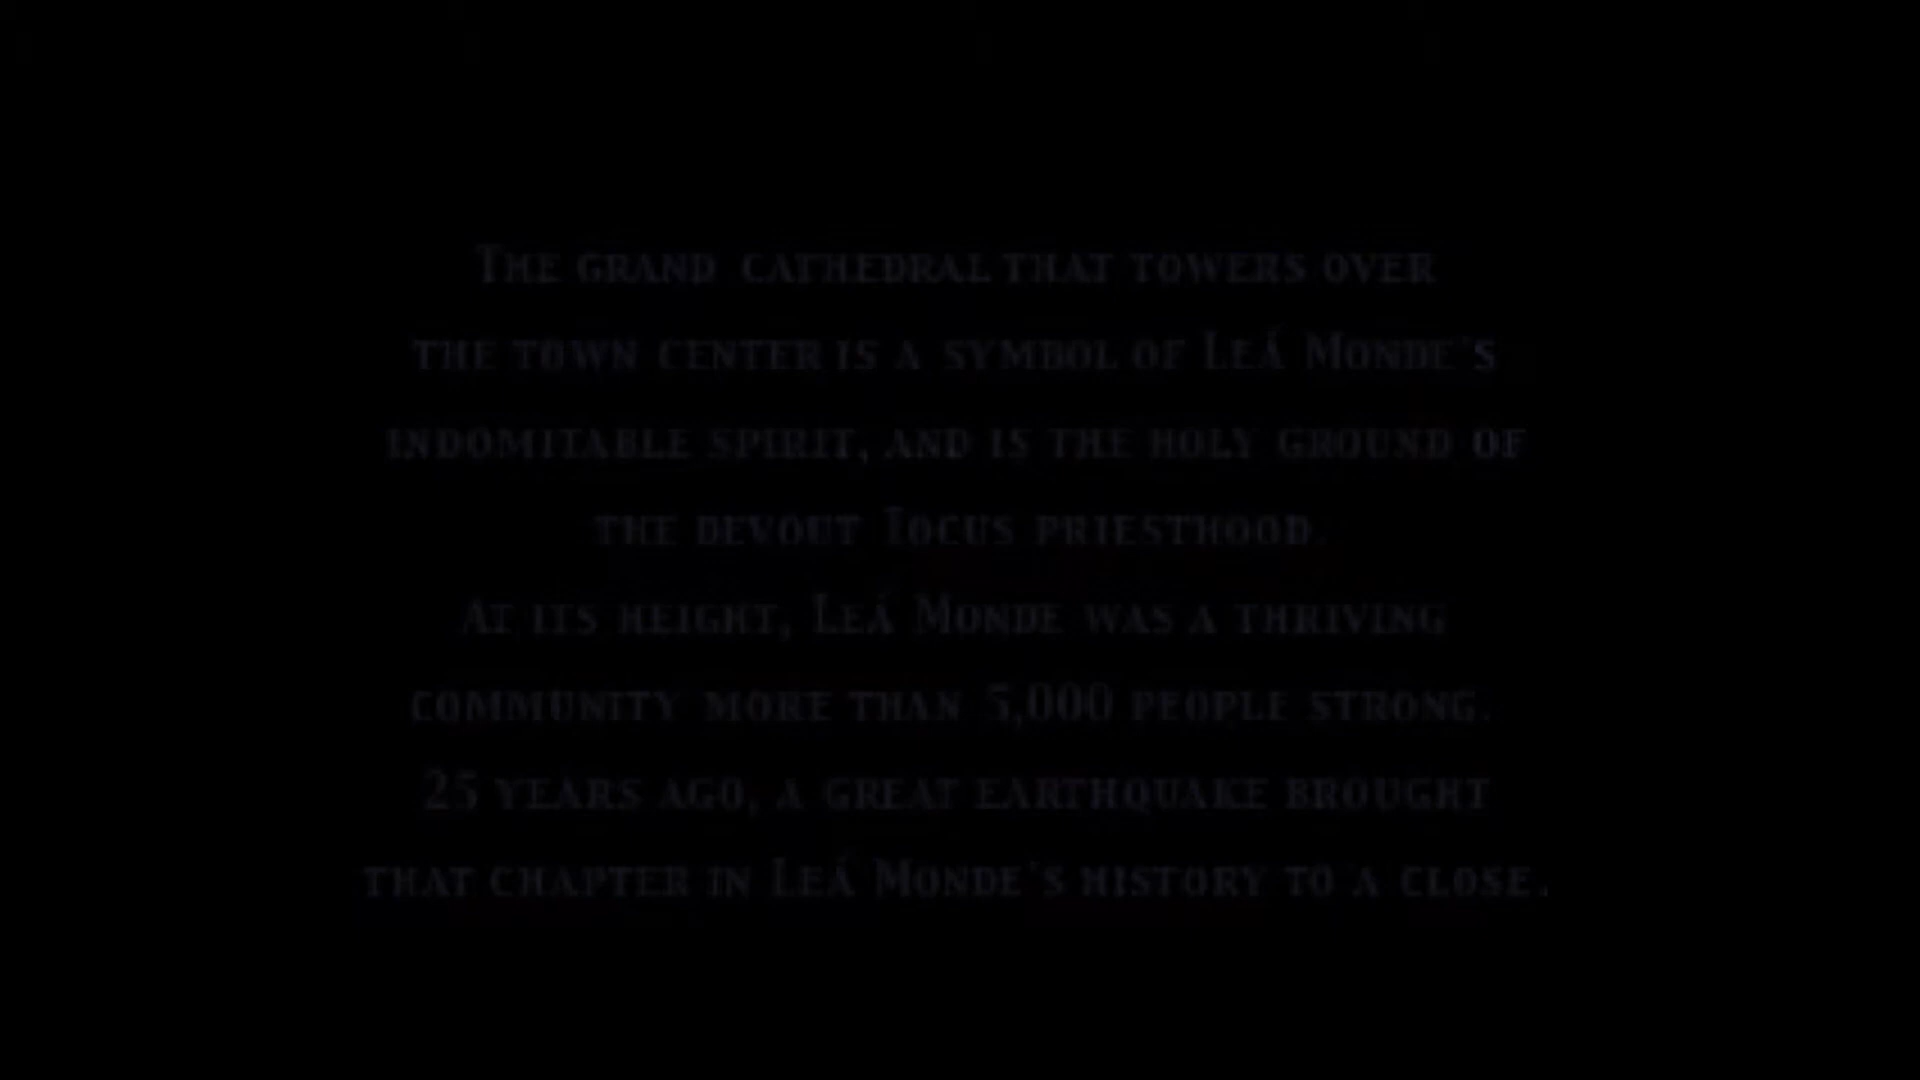 The grand cathedral that towers over
the town center is a symbol of Leá Monde's
indomitable spirit, and is the holy ground of
the devout Iocus priesthood.
At its height, Leá Monde was a thriving
community more than 5,000 people strong.
25 years ago, a great earthquake brought
that chapter in Leá Monde's history to a close.